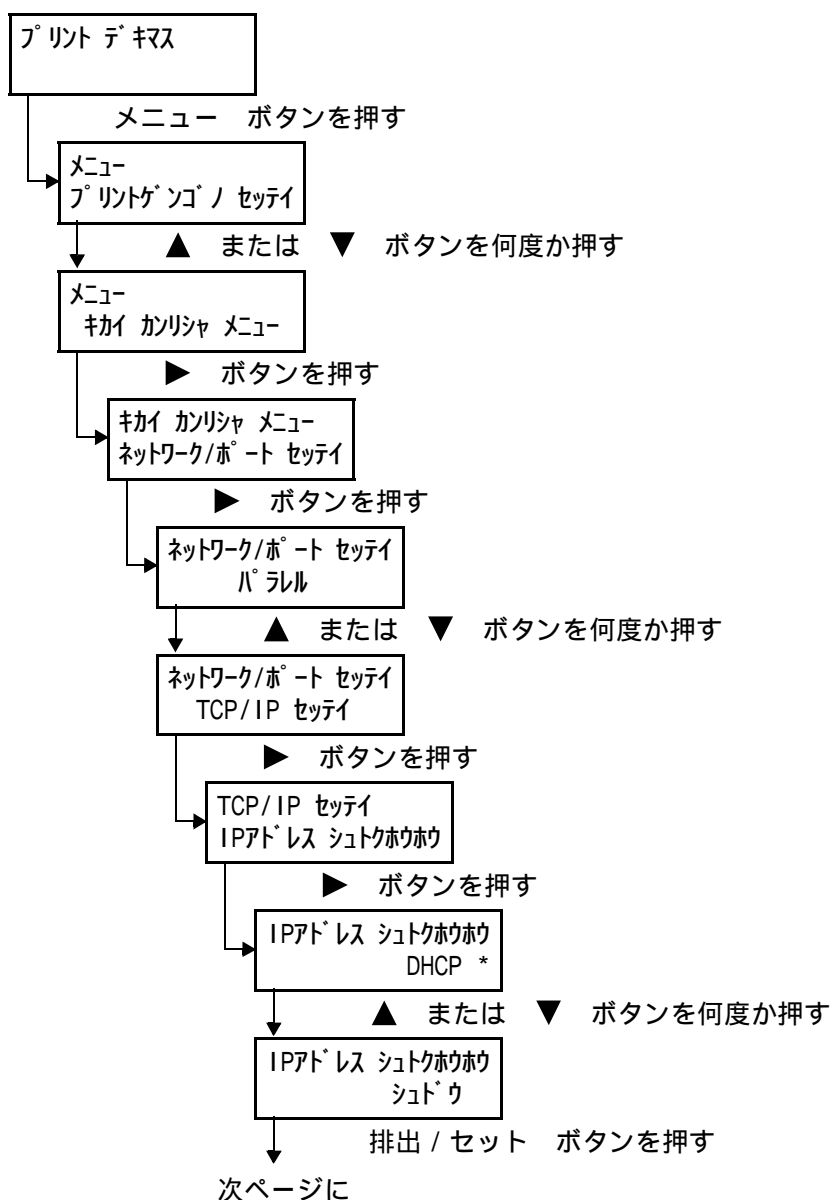 プリント デキマス
メニュー　ボタンを押す
メニュー
プリントゲンゴノ セッテイ
▲　または　▼　ボタンを何度か押す
メニュー
キカイ カンリシャ メニュー
▶　ボタンを押す
キカイ カンリシャ メニュー
ネットワーク/ポート セッテイ
▶　ボタンを押す
ネットワーク/ポート セッテイ
パラレル
▲　または　▼　ボタンを何度か押す
ネットワーク/ポート セッテイ
TCP/IP セッテイ
▶　ボタンを押す
TCP/IP セッテイ
IPアドレス シュトクホウホウ
▶　ボタンを押す
IPアドレス シュトクホウホウ
DHCP *
▲　または　▼　ボタンを何度か押す
IPアドレス シュトクホウホウ
シュドウ
排出 / セット　ボタンを押す
次ページに